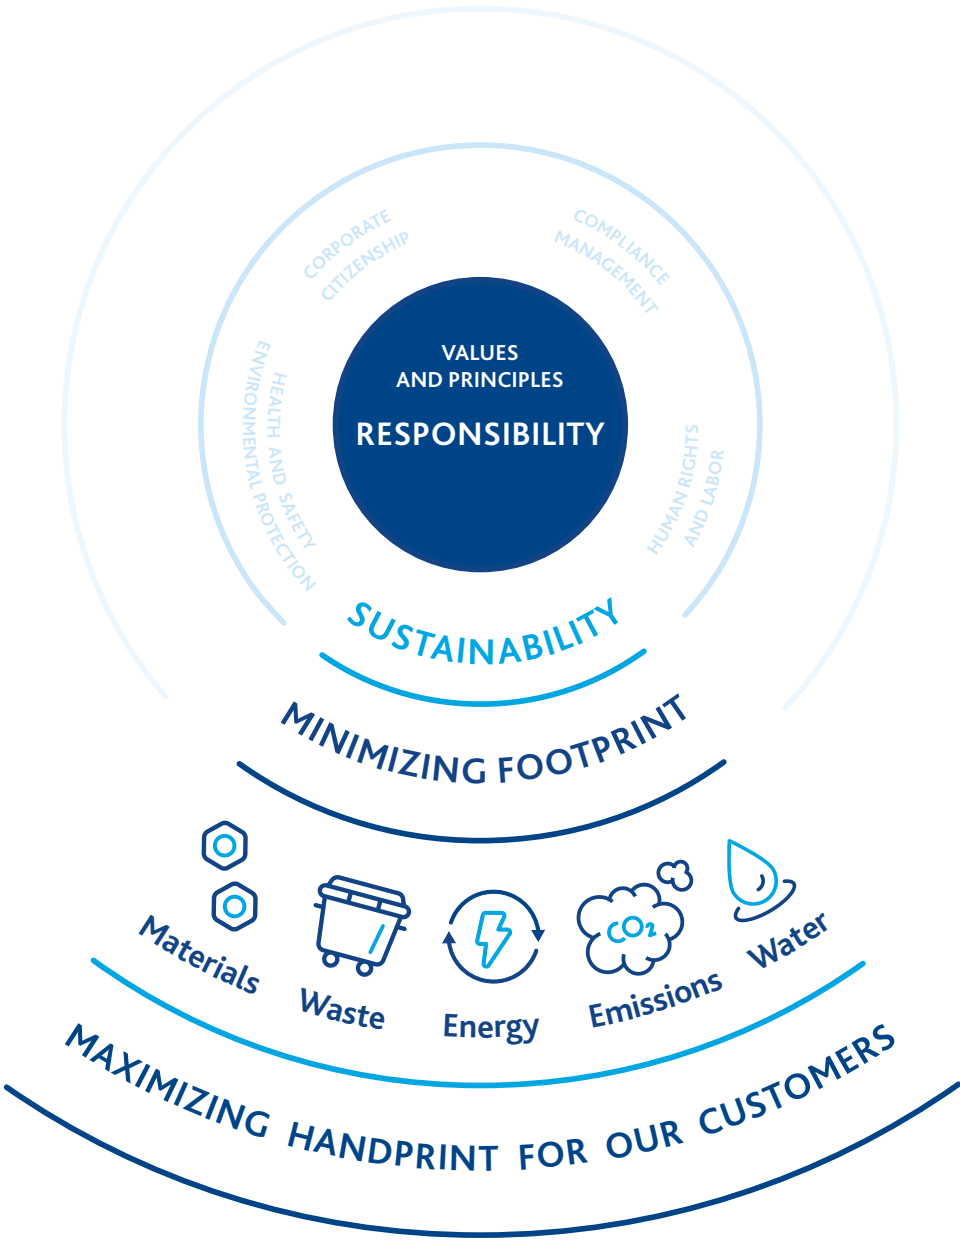 CORPORATE
CITIZENSHIP
COMPLIANCE
MANAGEMENT
VALUES
AND PRINCIPLES
RESPONSIBILITY
HEALTH AND SAFETY
ENVIRONMENTAL PROTECTION
HUMAN RIGHTS
AND LABOR
SUSTAINABILITY
MINIMIZING FOOTPRINT
CO2
Materials
Waste
Energy
Emissions
Water
MAXIMIZING HANDPRINT FOR OUR CUSTOMERS